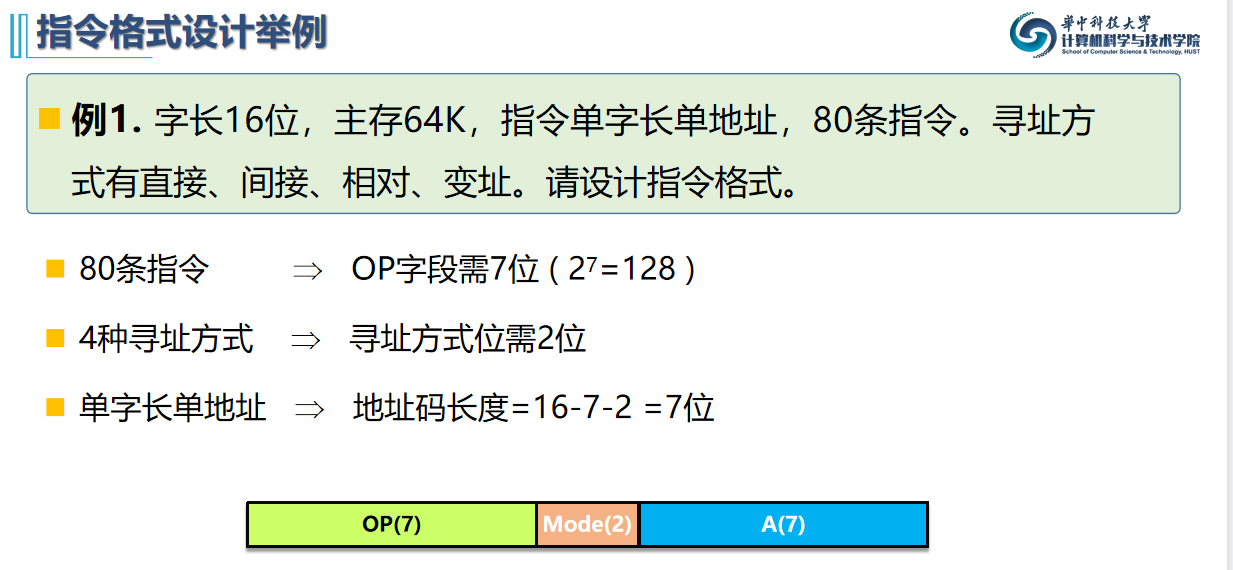 指令格式设计举例
華中科技大学
计算机科学与技术学院
School of Computer Science & Technology, HUST
例1. 字长16位，主存64K，指令单字长单地址，80条指令。寻址方
式有直接、间接、相对、变址。请设计指令格式。
80条指令 ⇒ OP字段需7位 ( 2⁷=128 )
4种寻址方式 ⇒ 寻址方式位需2位
单字长单地址 ⇒ 地址码长度=16-7-2 =7位
OP(7) Mode(2) A(7)